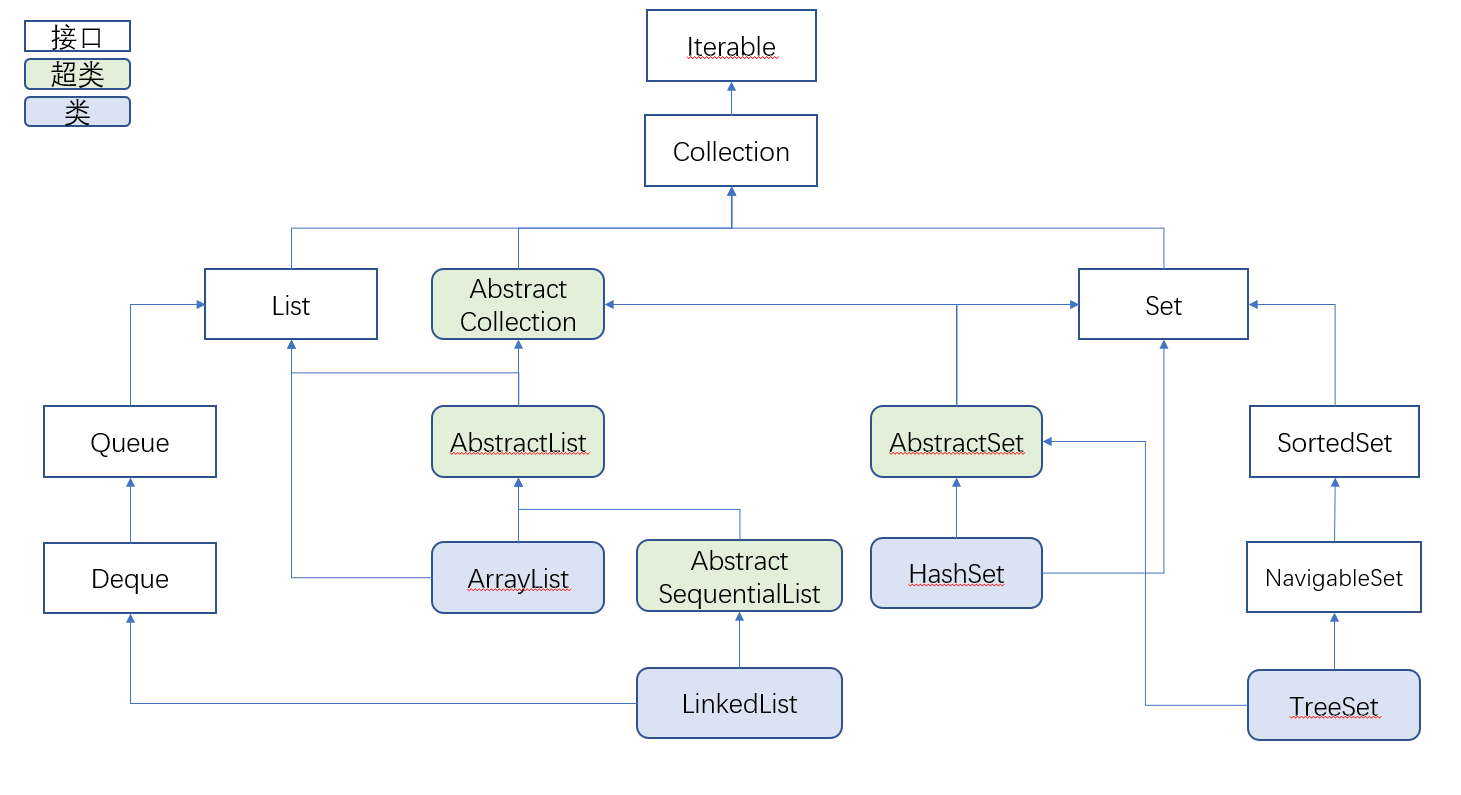 接口
超类
类
Iterable
Collection
List
Abstract
Collection
Set
Queue
AbstractList
AbstractSet
SortedSet
Deque
ArrayList
Abstract
SequentialList
HashSet
NavigableSet
LinkedList
TreeSet